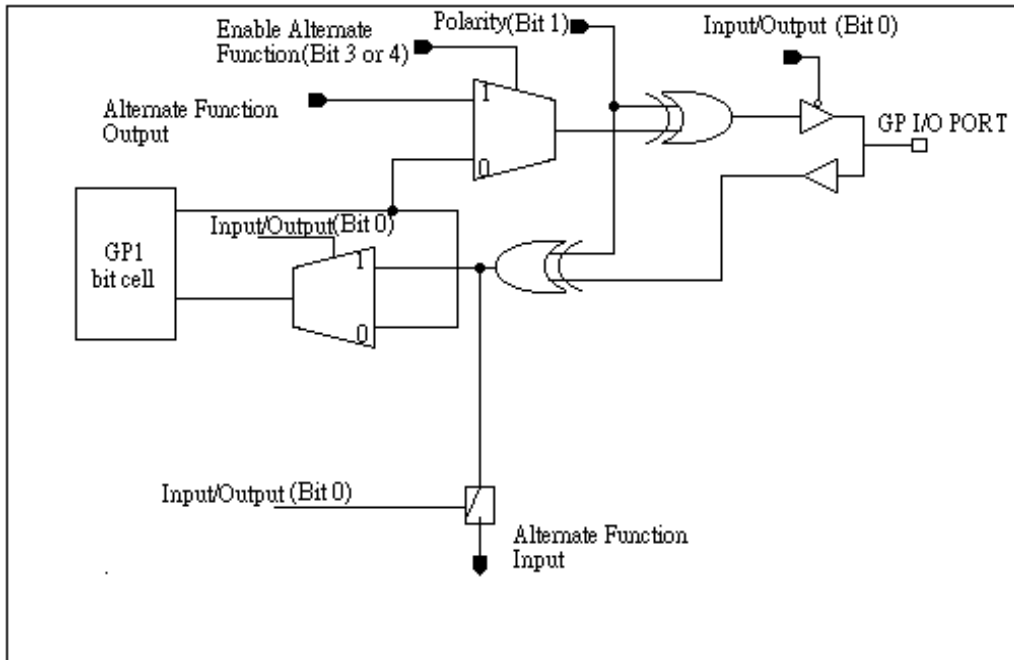 Polarity(Bit 1)
Input/Output (Bit 0)
Enable Alternate
Function(Bit 3 or 4)
1
Alternate Function
Output
GP I/O PORT
0
Input/Output(Bit 0)
GP1
bit cell
1
0
Input/Output (Bit 0)
Alternate Function
Input